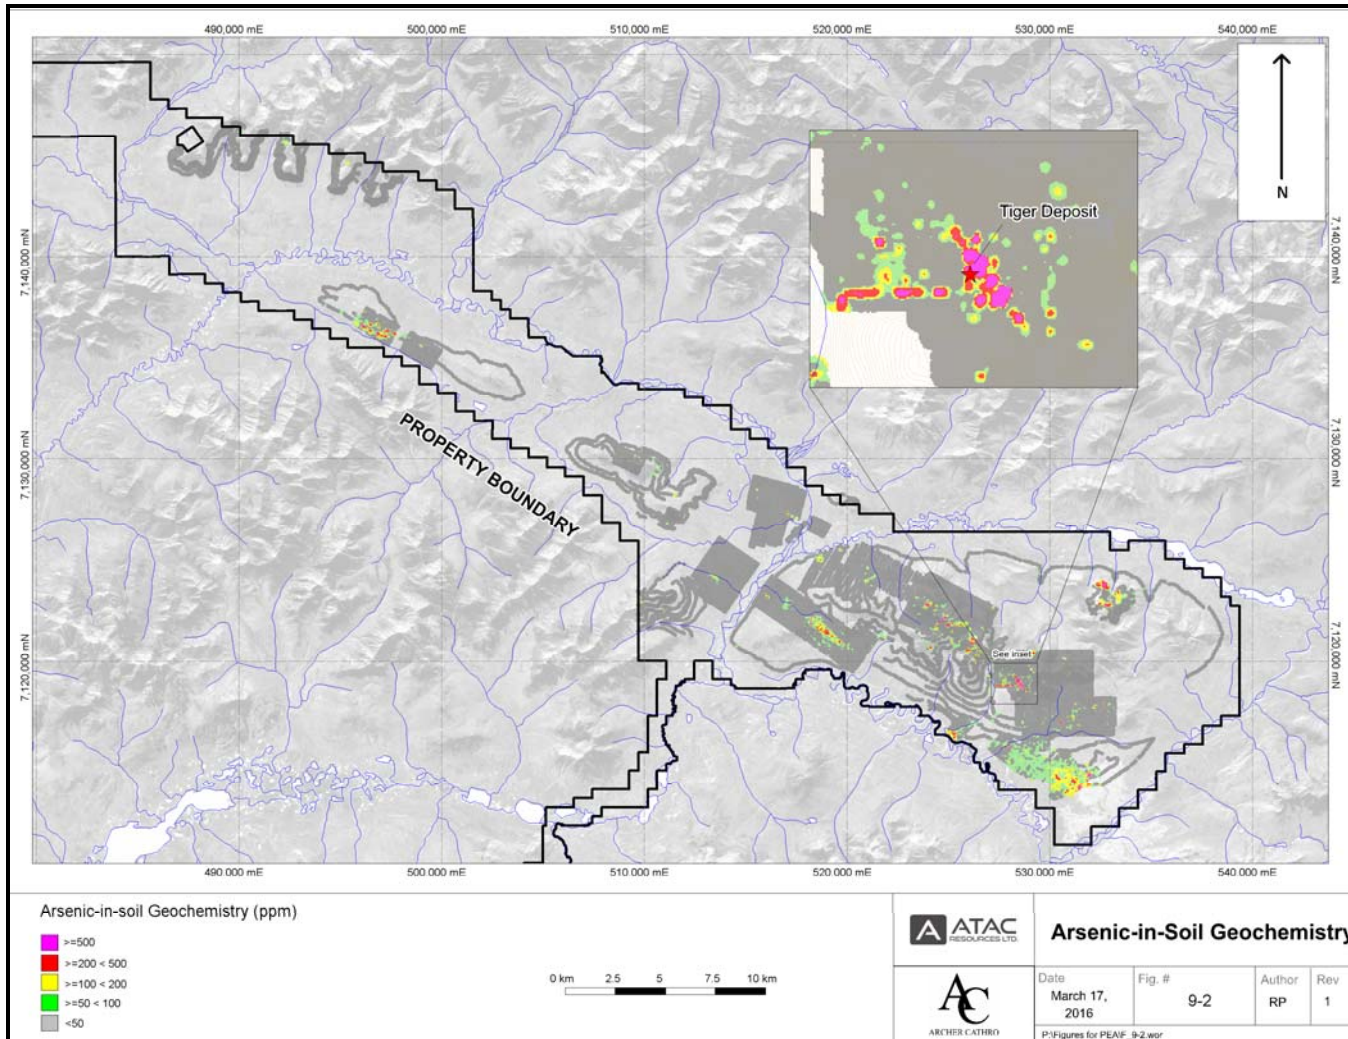 490,000 mE
500,000 mE
510,000 mE
520,000 mE
530,000 mE
540,000 mE
N
Tiger Deposit
7,140,000 mN
7,140,000 mN
7,130,000 mN
7,130,000 mN
PROPERTY BOUNDARY
See inset
7,120,000 mN
7,120,000 mN
490,000 mE
500,000 mE
510,000 mE
520,000 mE
530,000 mE
540,000 mE
Arsenic-in-soil Geochemistry (ppm)
>=500
>=200 < 500
>=100 < 200
>=50 < 100
<50
0 km 2.5 5 7.5 10 km
ATAC
RESOURCES LTD.
Arsenic-in-Soil Geochemistry
AC
ARCHER CATHRO
Date
March 17,
2016
Fig. #
9-2
Author
RP
Rev
1
P:\Figures for PEA\F_9-2.wor